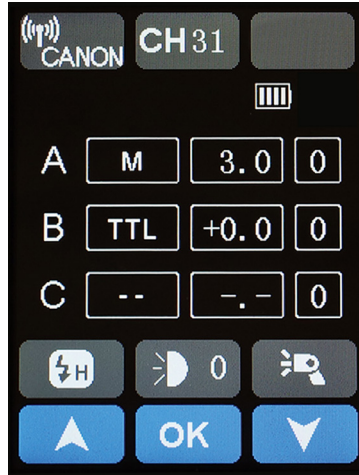 CANON CH 31
A M 3.0 0
B TTL +0.0 0
C -- -.- 0
H 0
OK